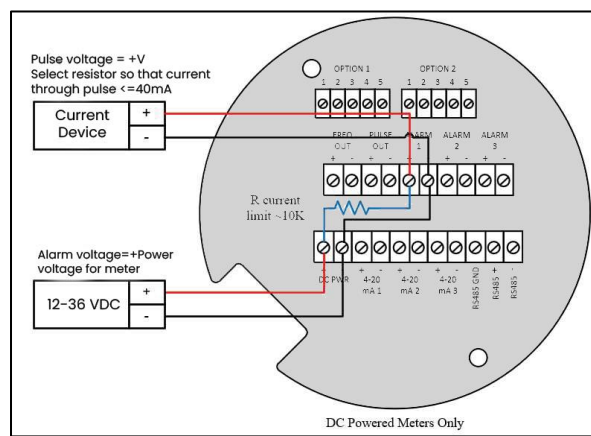 Pulse voltage = +V
Select resistor so that current
through pulse <=40mA
Current
Device
+
-
OPTION 1
OPTION 2
1 2 3 4 5
1 2 3 4 5
FREQ
OUT
PULSE
OUT
ARM
1
ALARM
2
ALARM
3
+ - + - + + - + -
R current
limit ~10K
Alarm voltage=+Power
voltage for meter
12-36 VDC
+
-
+
DC PWR
+ -
4-20
mA 1
+ -
4-20
mA 2
+ -
4-20
mA 3
RS485 GND
+
RS485
-
RS485
DC Powered Meters Only